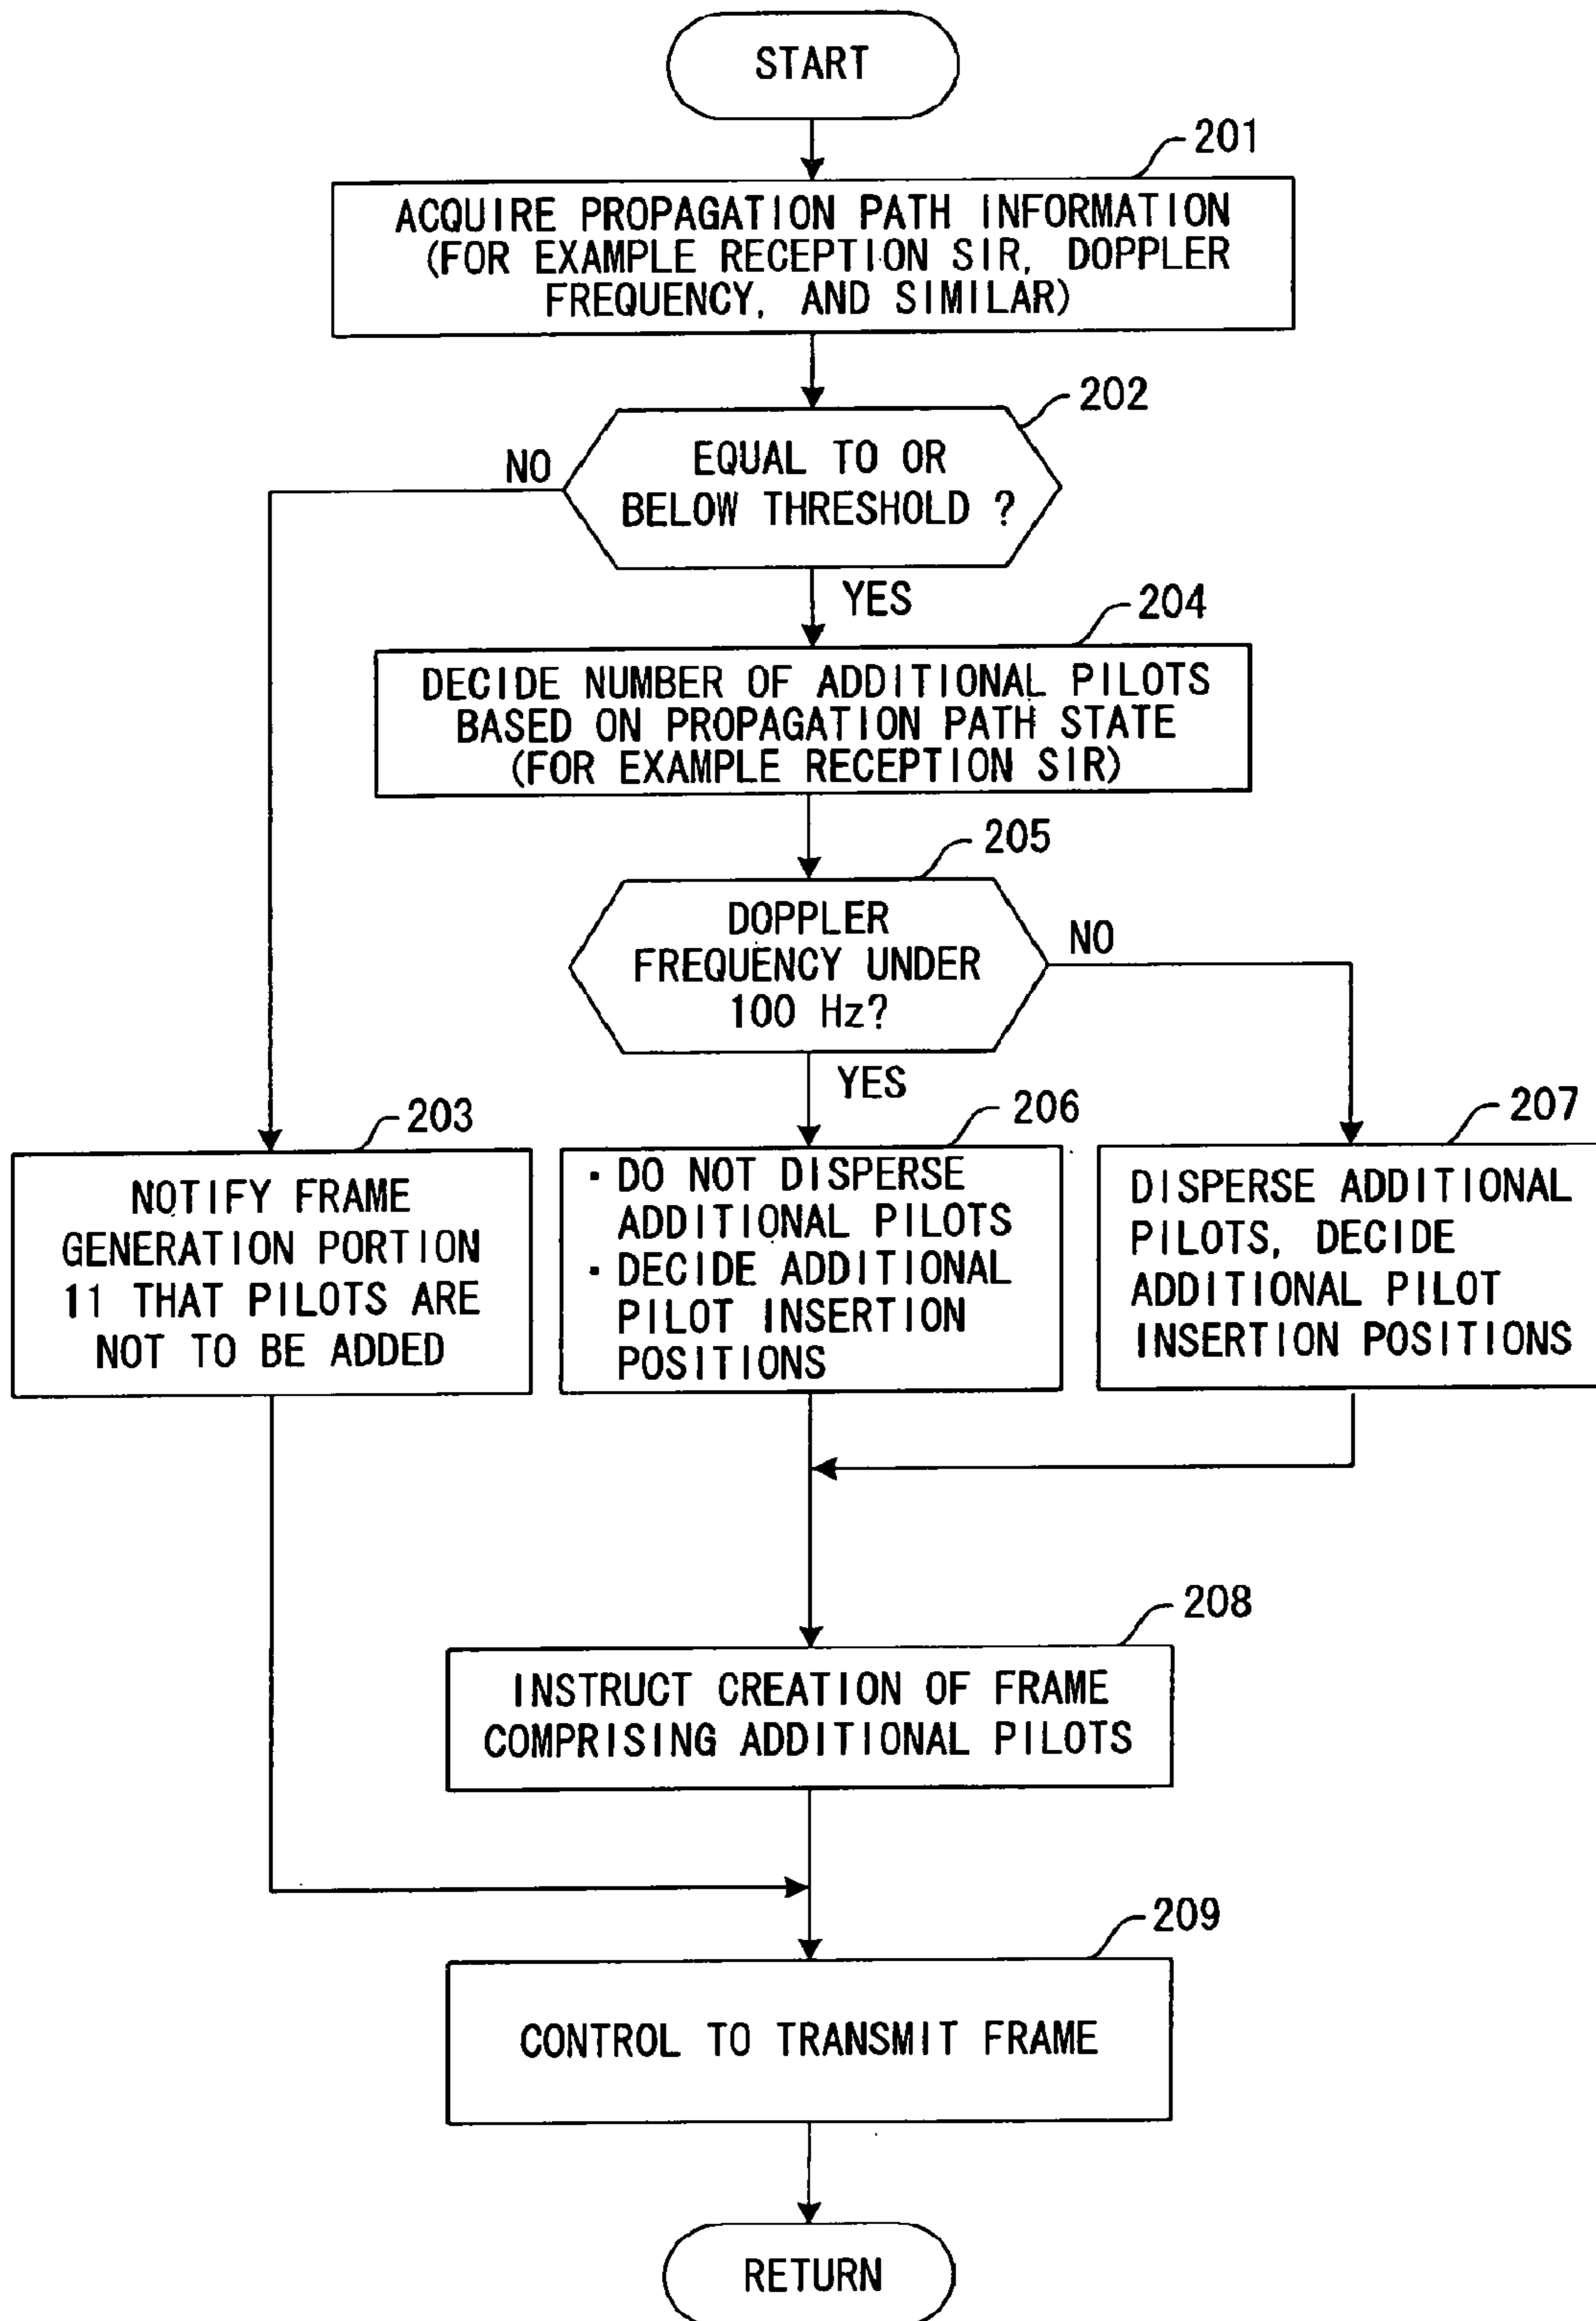 START
201
ACQUIRE PROPAGATION PATH INFORMATION
(FOR EXAMPLE RECEPTION SIR, DOPPLER
FREQUENCY, AND SIMILAR)
202
EQUAL TO OR
BELOW THRESHOLD ?
NO
YES
204
DECIDE NUMBER OF ADDITIONAL PILOTS
BASED ON PROPAGATION PATH STATE
(FOR EXAMPLE RECEPTION SIR)
205
DOPPLER
FREQUENCY UNDER
100 Hz?
NO
YES
203
NOTIFY FRAME
GENERATION PORTION
11 THAT PILOTS ARE
NOT TO BE ADDED
206
・DO NOT DISPERSE
ADDITIONAL PILOTS
・DECIDE ADDITIONAL
PILOT INSERTION
POSITIONS
207
DISPERSE ADDITIONAL
PILOTS, DECIDE
ADDITIONAL PILOT
INSERTION POSITIONS
208
INSTRUCT CREATION OF FRAME
COMPRISING ADDITIONAL PILOTS
209
CONTROL TO TRANSMIT FRAME
RETURN